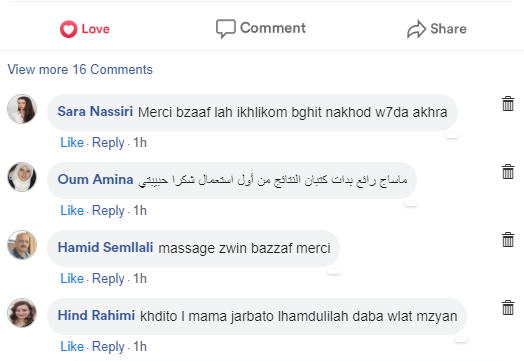 Love Comment Share
View more 16 Comments
Sara Nassiri Merci bzaaf lah ikhlikom bghit nakhod w7da akhra
Like · Reply · 1h
Oum Amina ماساج رائع بدات كتبان النتائج من أول استعمال شكرا حبيبتي
Like · Reply · 1h
Hamid Semllali massage zwin bazzaf merci
Like · Reply · 1h
Hind Rahimi khdito l mama jarbato lhamdulilah daba wlat mzyan
Like · Reply · 1h